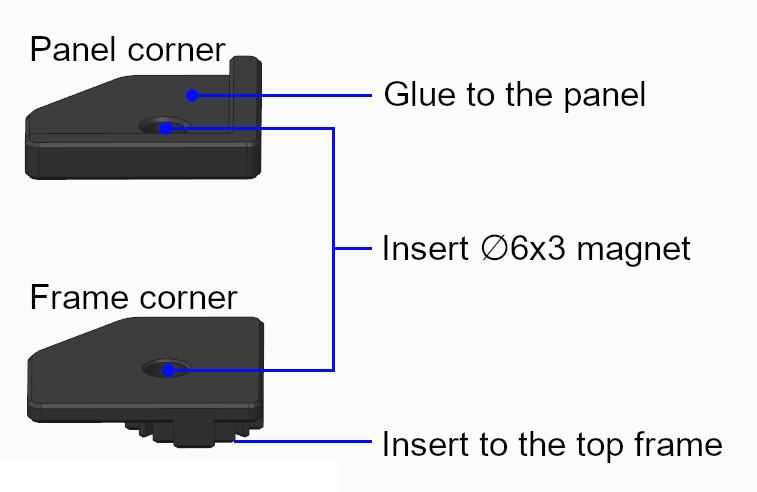 Panel corner
Glue to the panel
Insert ∅6x3 magnet
Frame corner
Insert to the top frame